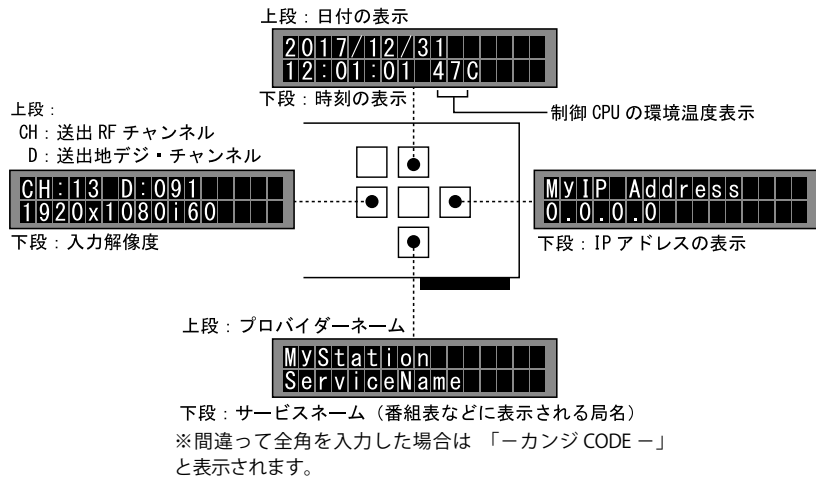 上段：日付の表示
2017/12/31
12:01:01 47C
下段：時刻の表示
制御 CPU の環境温度表示
上段：
CH：送出 RF チャンネル
D：送出地デジ・チャンネル
CH:13 D:091
1920x1080i60
下段：入力解像度
MyIP Address
0.0.0.0
下段：IP アドレスの表示
上段：プロバイダーネーム
MyStation
ServiceName
下段：サービスネーム（番組表などに表示される局名）
※間違って全角を入力した場合は 「－カンジ CODE －」
と表示されます。